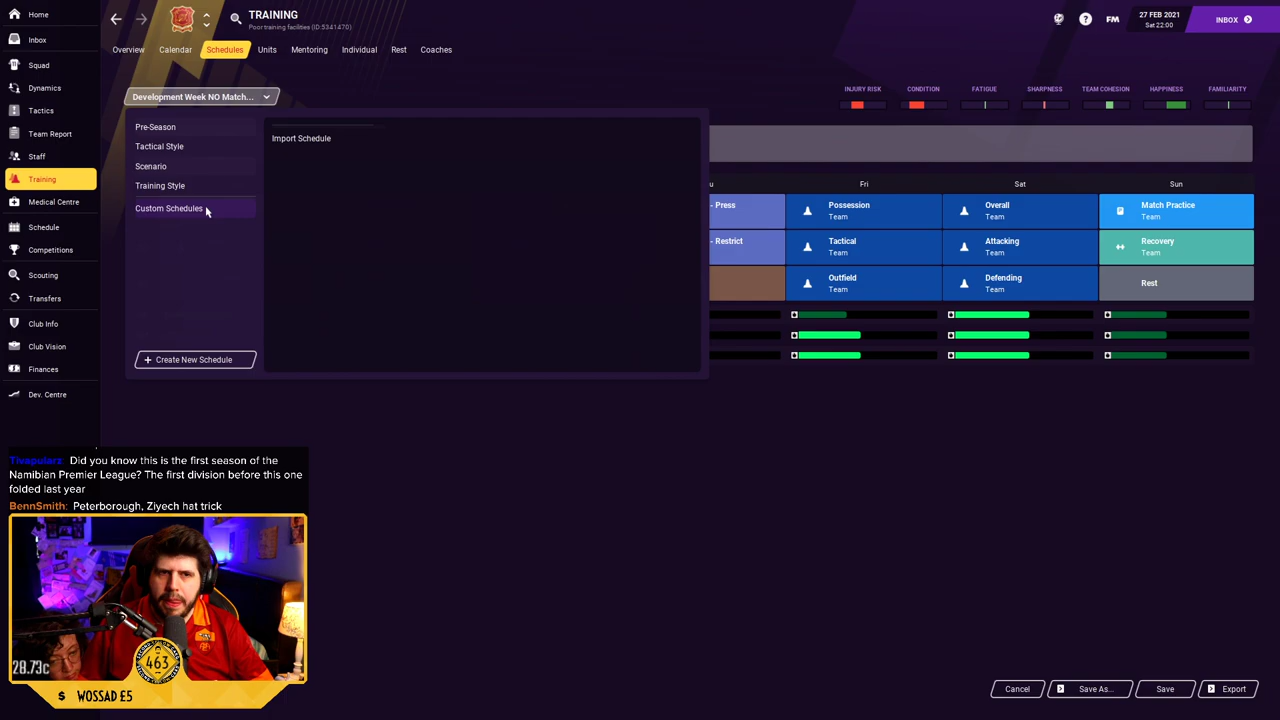 Home
Inbox
Squad
Dynamics
Tactics
Team Report
Staff
Training
Medical Centre
Schedule
Competitions
Scouting
Transfers
Club Info
Club Vision
Finances
Dev. Centre
TRAINING
Poor training facilities (ID:5341470)
FM
27 FEB 2021
Sat 22:00
INBOX
Overview
Calendar
Schedules
Units
Mentoring
Individual
Rest
Coaches
Development Week NO Match...
INJURY RISK
CONDITION
FATIGUE
SHARPNESS
TEAM COHESION
HAPPINESS
FAMILIARITY
Pre-Season
Tactical Style
Scenario
Training Style
Custom Schedules
+ Create New Schedule
Import Schedule
u
Fri
Sat
Sun
- Press
Possession
Team
Overall
Team
Match Practice
Team
- Restrict
Tactical
Team
Attacking
Team
Recovery
Team
Outfield
Team
Defending
Team
Rest
Tivapulars: Did you know this is the first season of the
Namibian Premier League? The first division before this one
folded last year
BennSmith: Peterborough, Ziyech hat trick
28.73c
463
$ WOSSAD £5
Cancel
Save As...
Save
Export